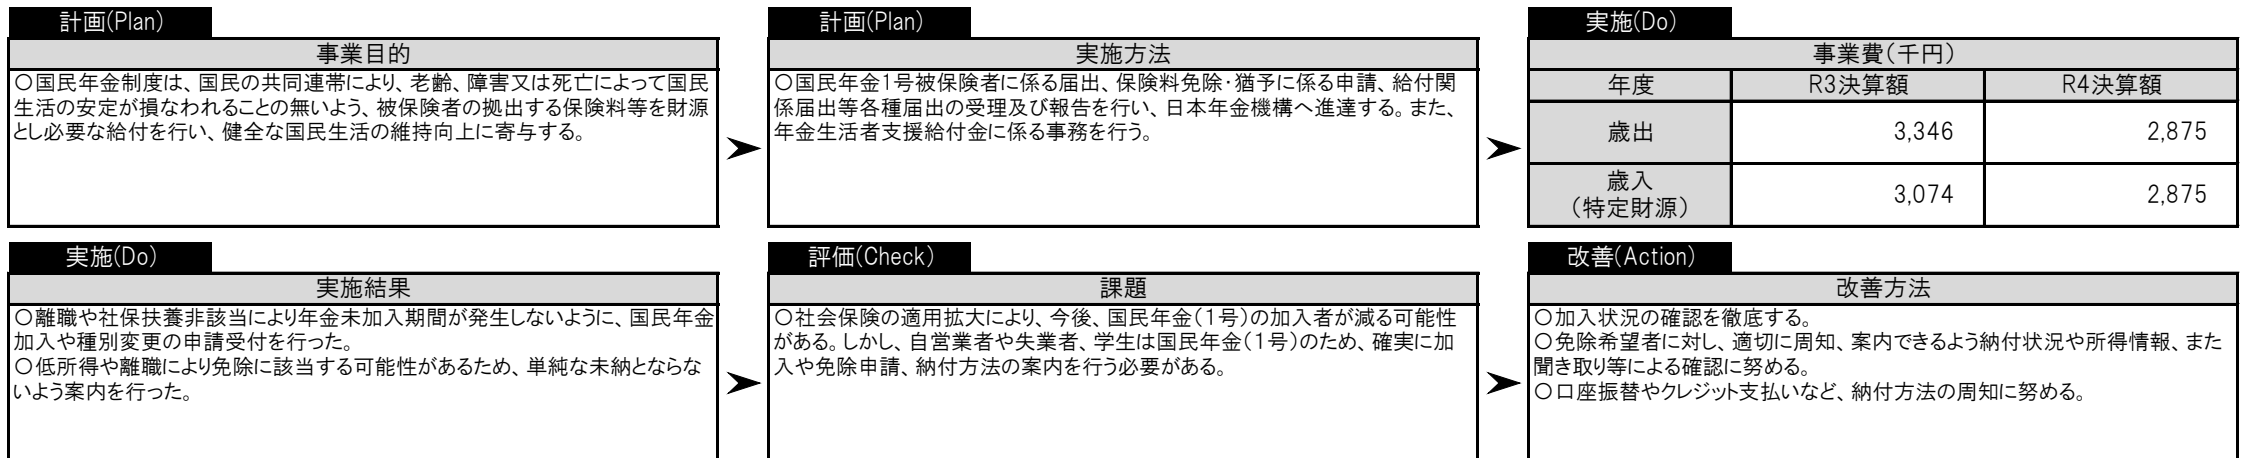 計画(Plan)
事業目的
〇国民年金制度は、国民の共同連帯により、老齢、障害又は死亡によって国民
生活の安定が損なわれることの無いよう、被保険者の拠出する保険料等を財源
とし必要な給付を行い、健全な国民生活の維持向上に寄与する。
計画(Plan)
実施方法
〇国民年金1号被保険者に係る届出、保険料免除・猶予に係る申請、給付関
係届出等各種届出の受理及び報告を行い、日本年金機構へ進達する。また、
年金生活者支援給付金に係る事務を行う。
実施(Do)
事業費(千円)
年度 R3決算額 R4決算額
歳出 3,346 2,875
歳入
(特定財源) 3,074 2,875
実施(Do)
実施結果
〇離職や社保扶養非該当により年金未加入期間が発生しないように、国民年金
加入や種別変更の申請受付を行った。
〇低所得や離職により免除に該当する可能性があるため、単純な未納とならな
いよう案内を行った。
評価(Check)
課題
〇社会保険の適用拡大により、今後、国民年金(1号)の加入者が減る可能性
がある。しかし、自営業者や失業者、学生は国民年金(1号)のため、確実に加
入や免除申請、納付方法の案内を行う必要がある。
改善(Action)
改善方法
〇加入状況の確認を徹底する。
〇免除希望者に対し、適切に周知、案内できるよう納付状況や所得情報、また
聞き取り等による確認に努める。
〇口座振替やクレジット支払いなど、納付方法の周知に努める。